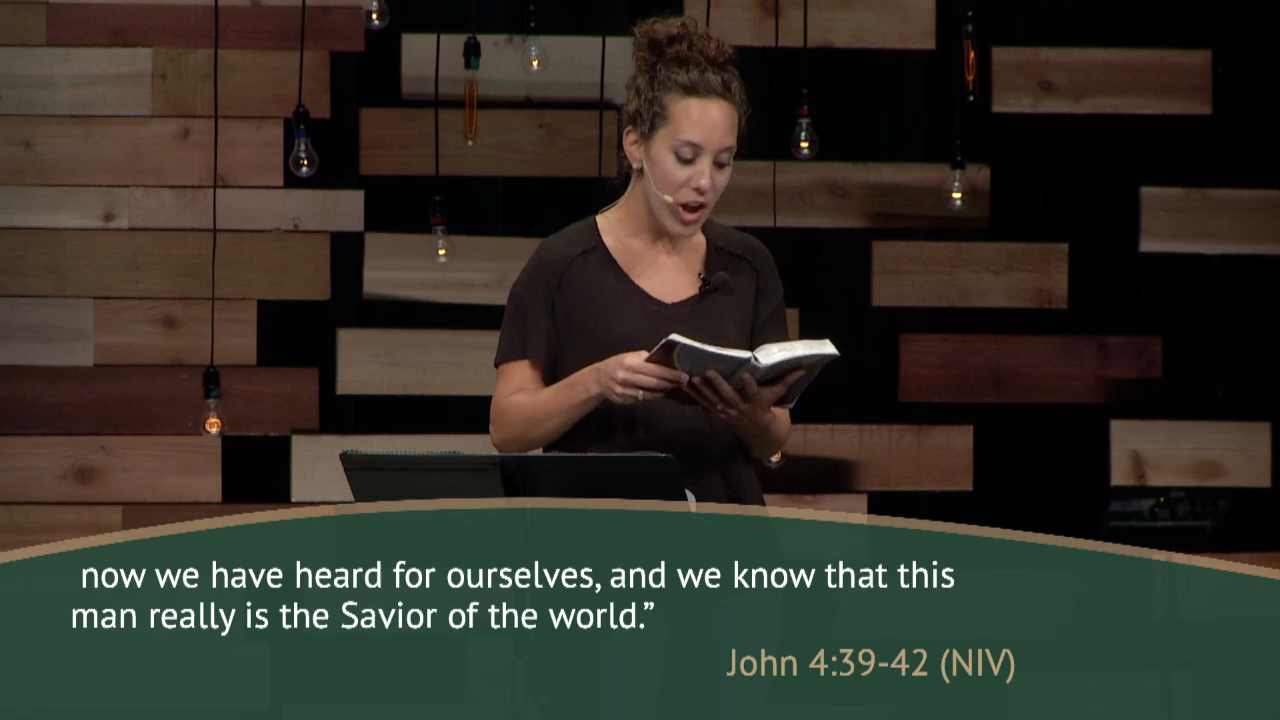 now we have heard for ourselves, and we know that this
man really is the Savior of the world.”
John 4:39-42 (NIV)